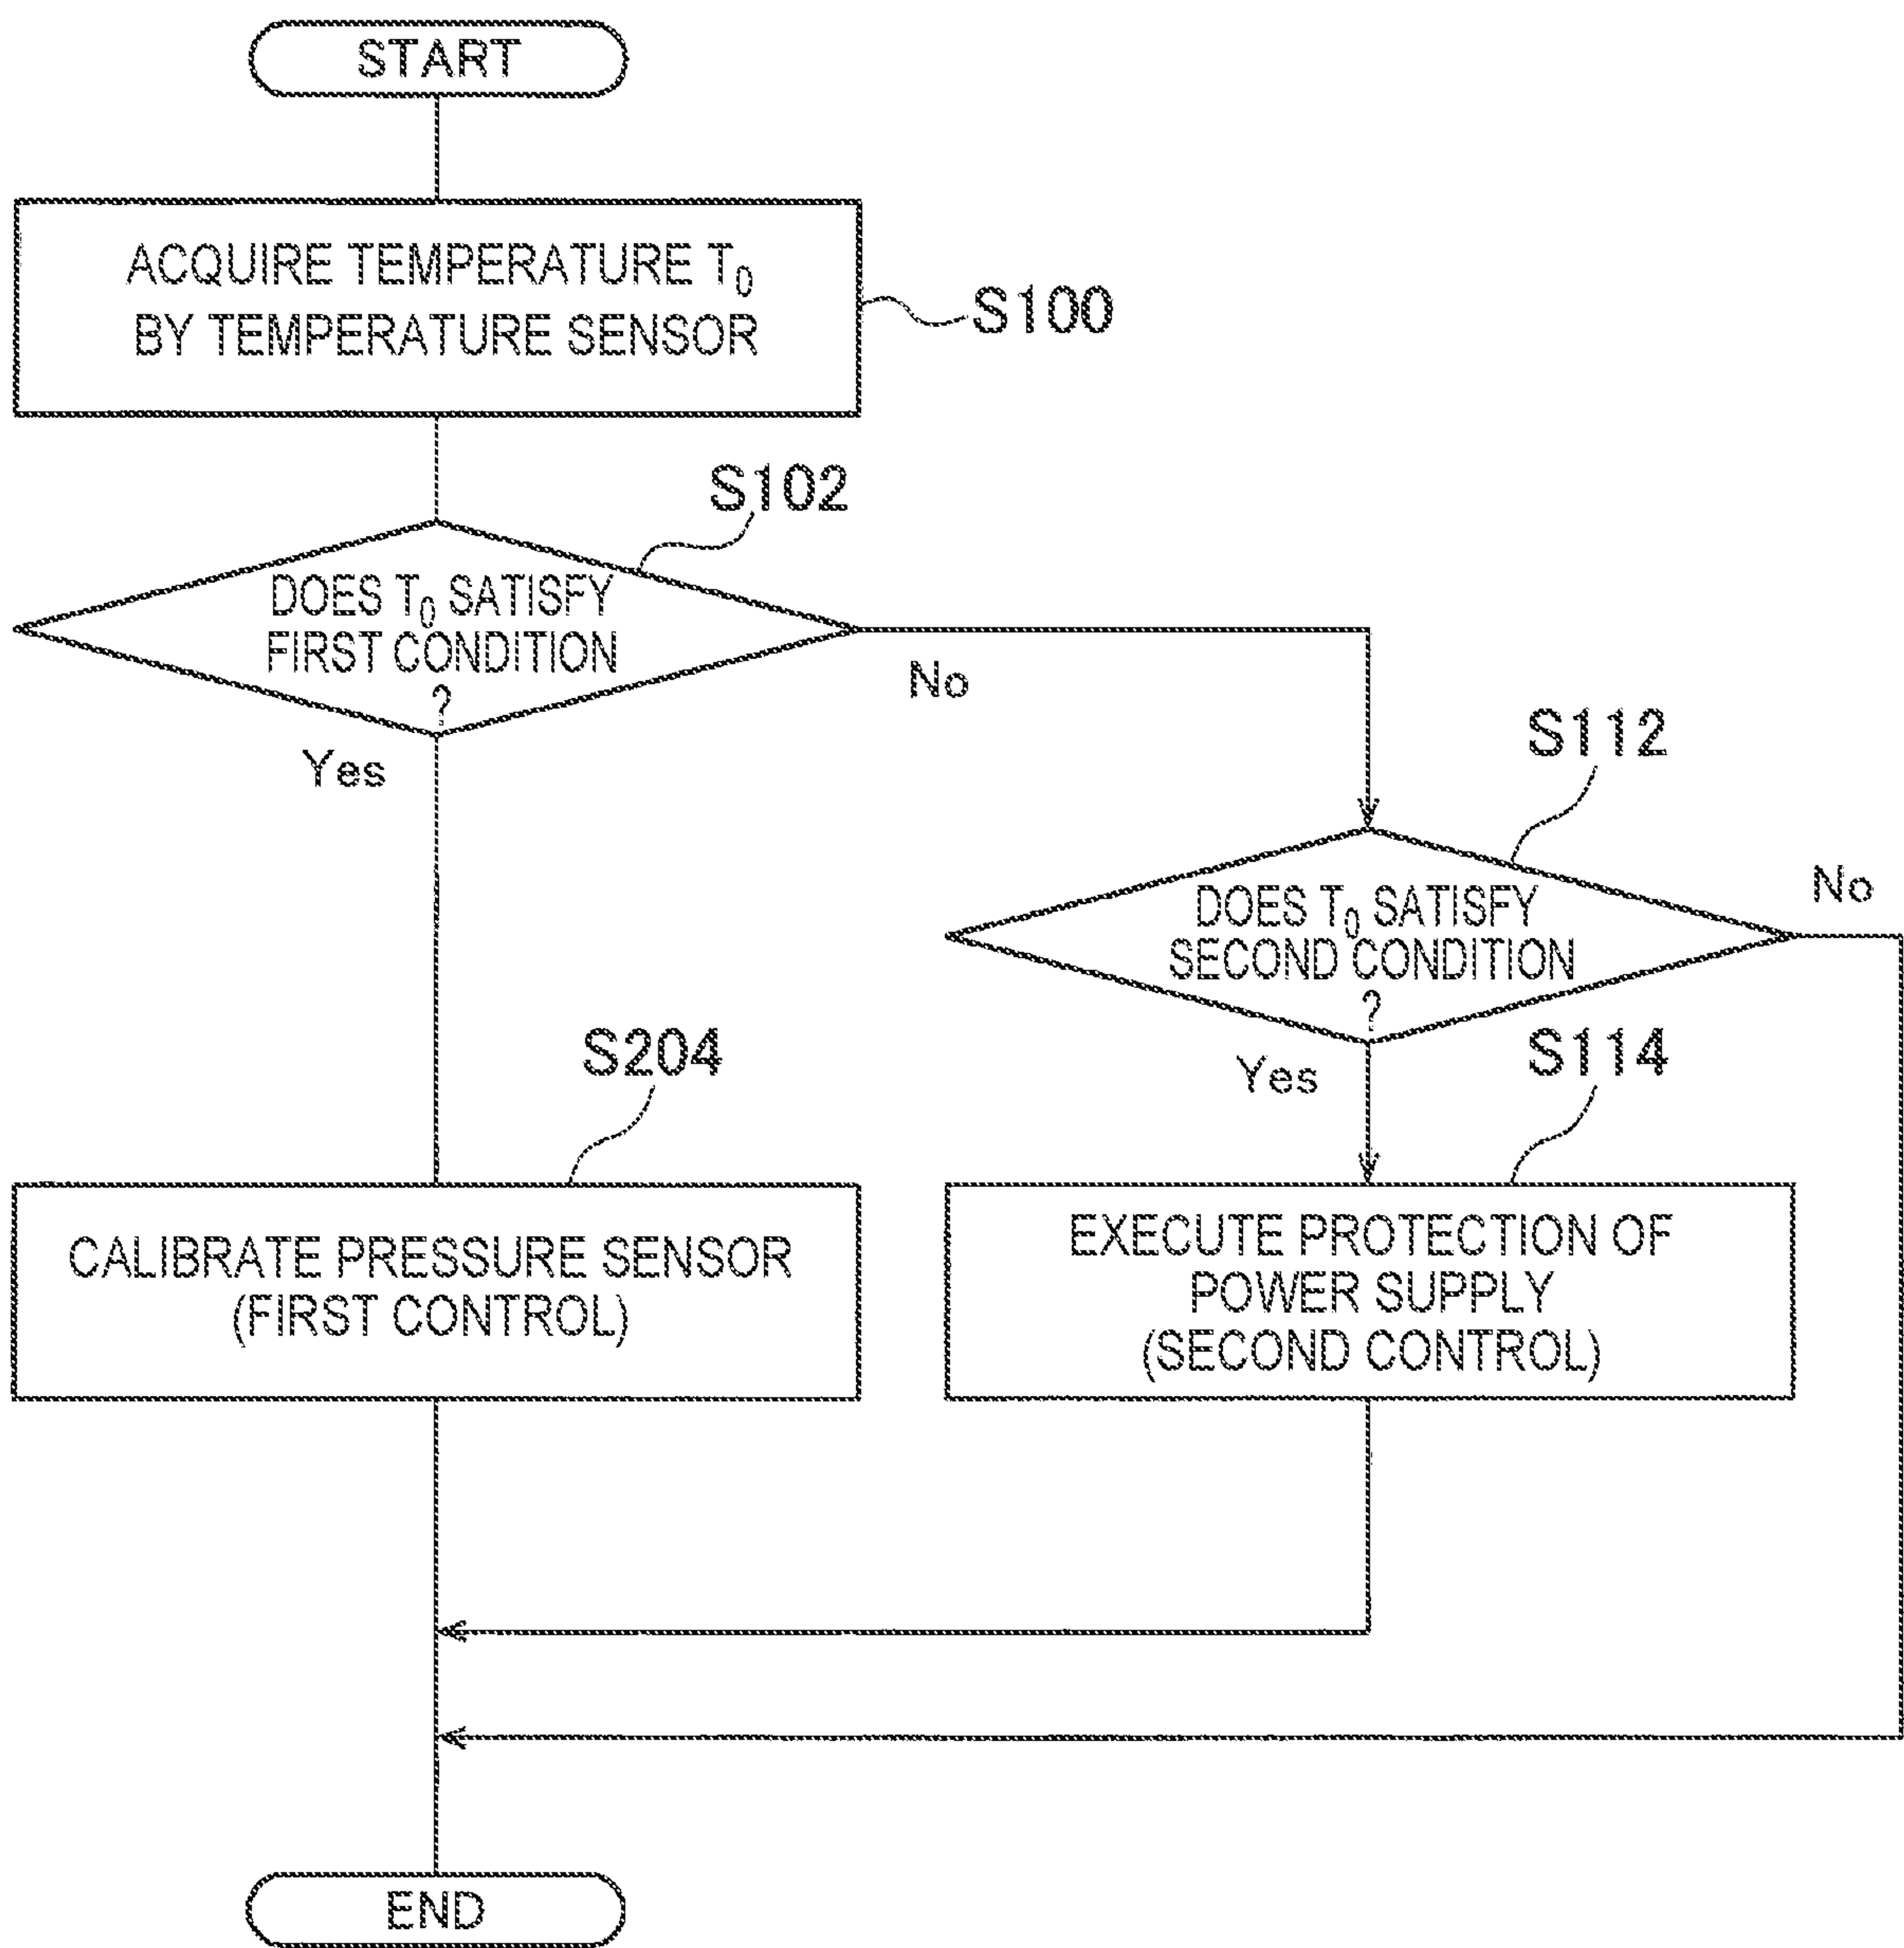 START
ACQUIRE TEMPERATURE T0
BY TEMPERATURE SENSOR
S100
S102
DOES T0 SATISFY
FIRST CONDITION
?
No
Yes
S112
DOES T0 SATISFY
SECOND CONDITION
?
No
Yes
S204
S114
CALIBRATE PRESSURE SENSOR
(FIRST CONTROL)
EXECUTE PROTECTION OF
POWER SUPPLY
(SECOND CONTROL)
END